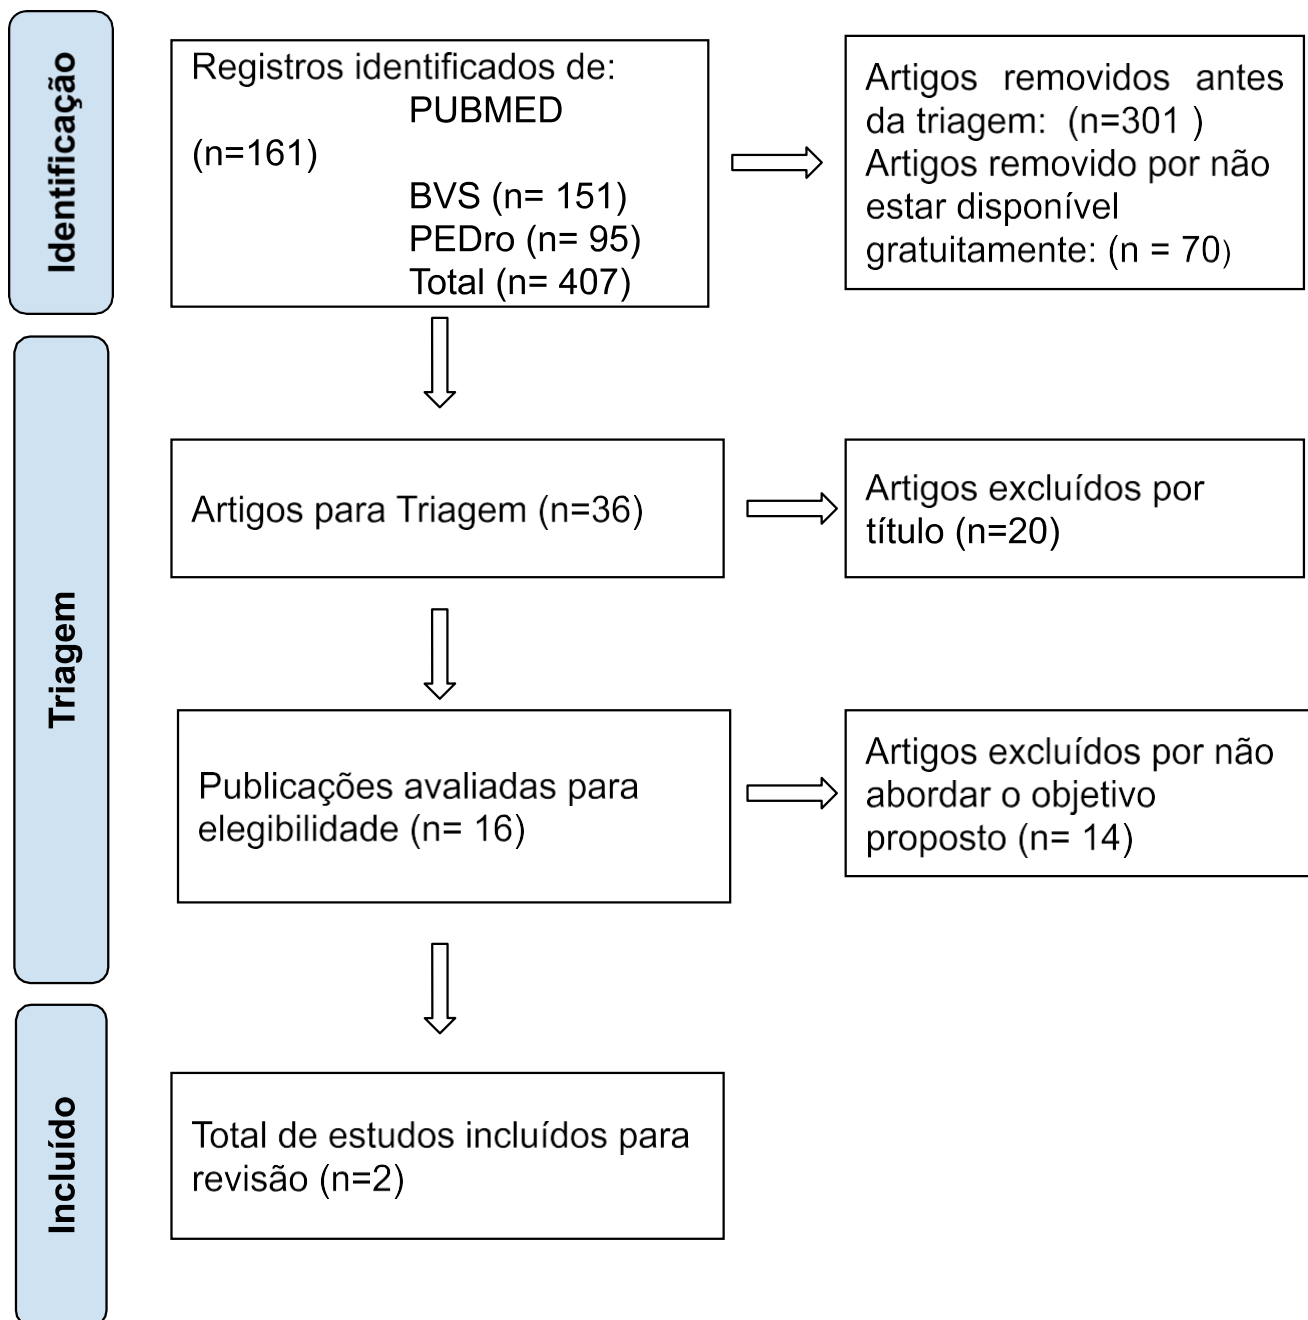 Identificação
Registros identificados de:
PUBMED
(n=161)
BVS (n= 151)
PEDro (n= 95)
Total (n= 407)
Artigos removidos antes
da triagem: (n=301 )
Artigos removido por não
estar disponível
gratuitamente: (n = 70)
Triagem
Artigos para Triagem (n=36)
Artigos excluídos por
título (n=20)
Publicações avaliadas para
elegibilidade (n= 16)
Artigos excluídos por não
abordar o objetivo
proposto (n= 14)
Incluído
Total de estudos incluídos para
revisão (n=2)